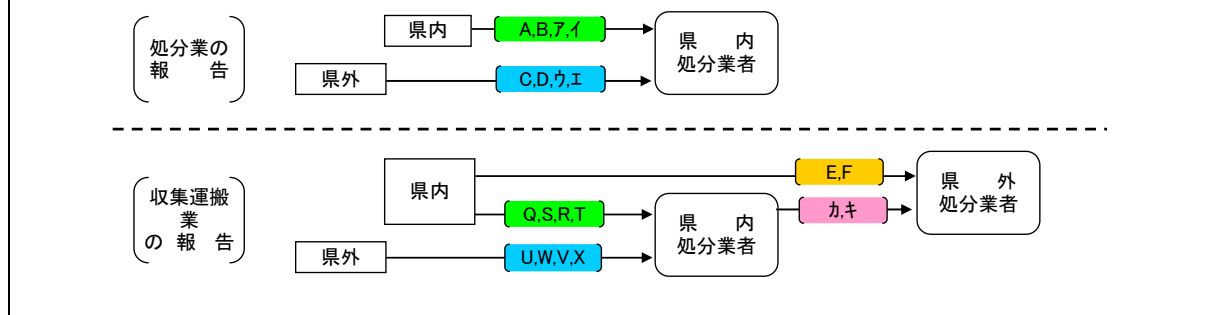 処分業の
報　　告
県内
A,B,ｱ,ｲ
県　　内
処分業者
県外
C,D,ｳ,ｴ
収集運搬
業
の 報 告
県内
E,F
県　　外
処分業者
Q,S,R,T
県　　内
処分業者
ｶ,ｷ
県外
U,W,V,X